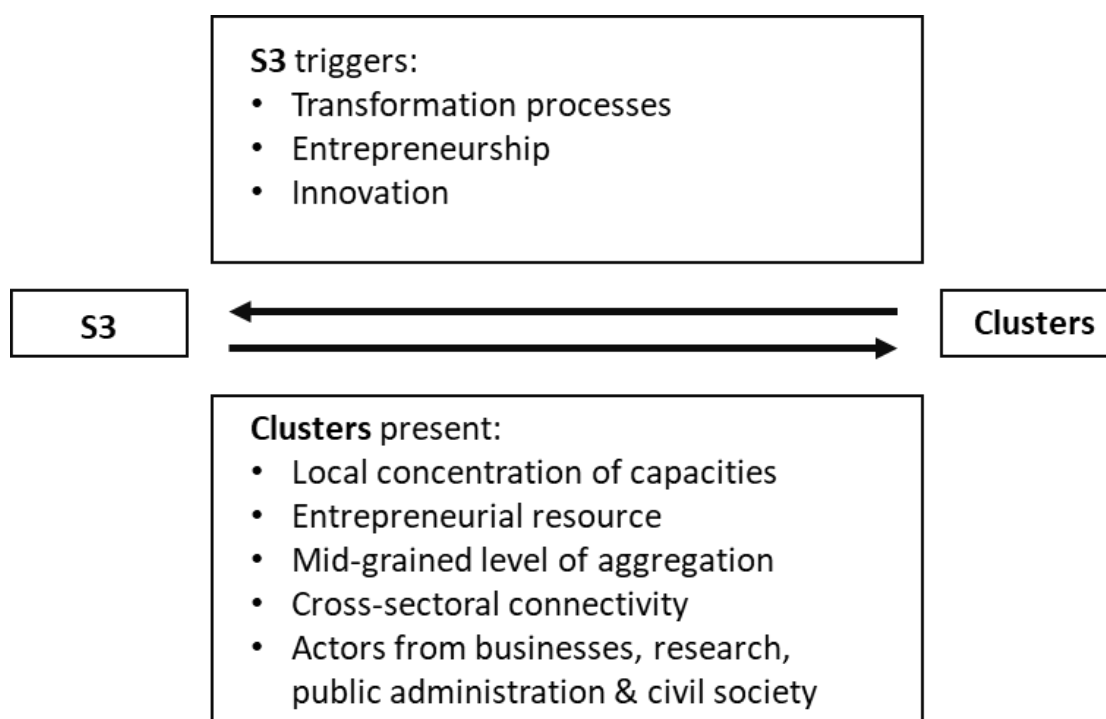 S3 triggers:
• Transformation processes
• Entrepreneurship
• Innovation
S3
Clusters
Clusters present:
• Local concentration of capacities
• Entrepreneurial resource
• Mid-grained level of aggregation
• Cross-sectoral connectivity
• Actors from businesses, research,
public administration & civil society